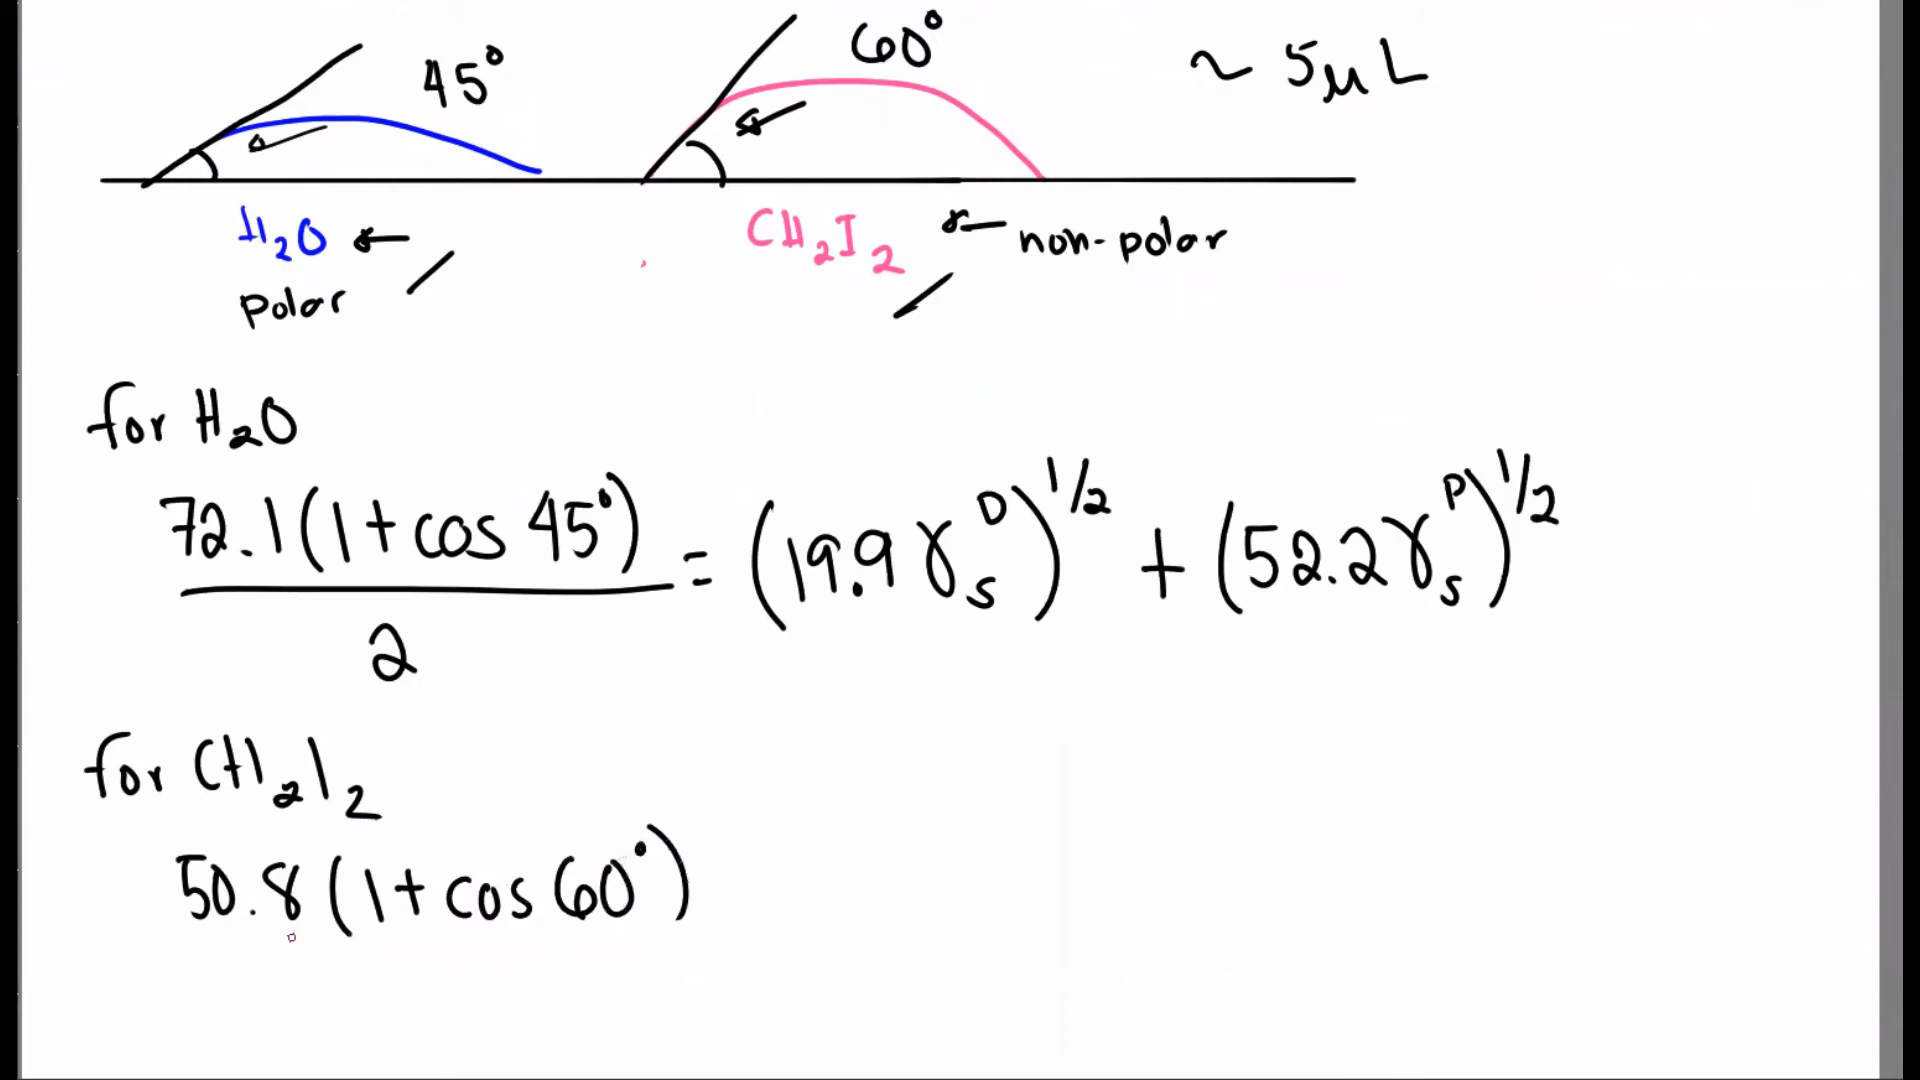 45° 60° ~ 5μL
H₂O CH₂I₂ non-polar
polar
for H₂O
72.1(1+cos 45°)/2 = (19.9 γₛᴰ)^1/2 + (52.2 γₛᴾ)^1/2
for CH₂I₂
50.8 (1+ cos 60°)